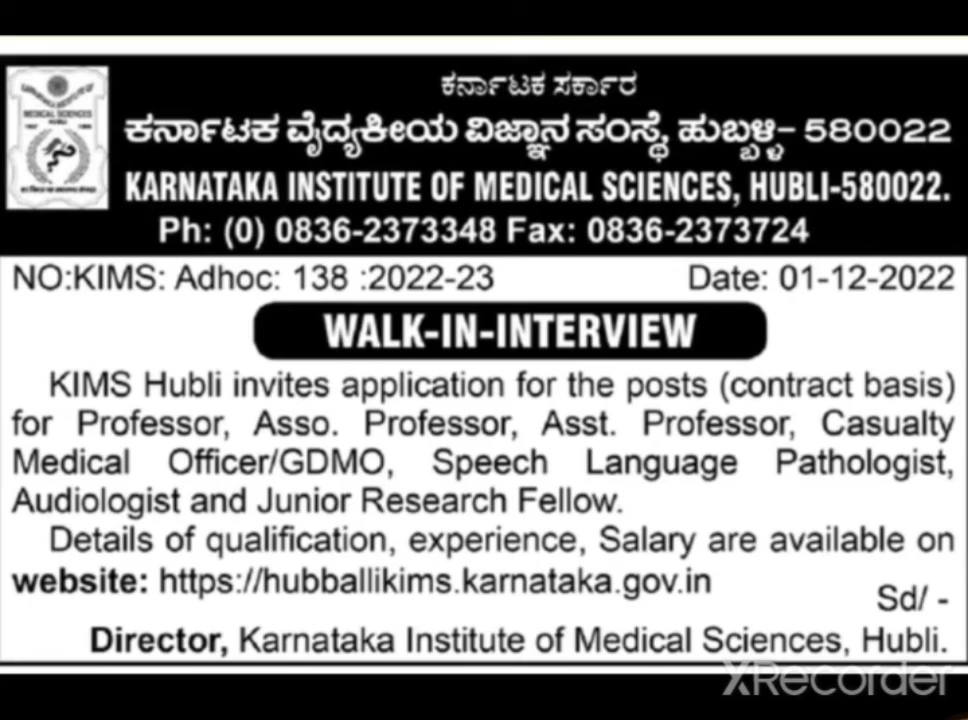 ಕರ್ನಾಟಕ ಸರ್ಕಾರ
ಕರ್ನಾಟಕ ವೈದ್ಯಕೀಯ ವಿಜ್ಞಾನ ಸಂಸ್ಥೆ, ಹುಬ್ಬಳ್ಳಿ- 580022
MEDICAL SCIENCES
KARNATAKA INSTITUTE OF MEDICAL SCIENCES, HUBLI-580022.
Ph: (0) 0836-2373348 Fax: 0836-2373724
NO:KIMS: Adhoc: 138 :2022-23 Date: 01-12-2022
WALK-IN-INTERVIEW
KIMS Hubli invites application for the posts (contract basis)
for Professor, Asso. Professor, Asst. Professor, Casualty
Medical Officer/GDMO, Speech Language Pathologist,
Audiologist and Junior Research Fellow.
Details of qualification, experience, Salary are available on
website: https://hubballikims.karnataka.gov.in
Sd/ -
Director, Karnataka Institute of Medical Sciences, Hubli.
XRecorder